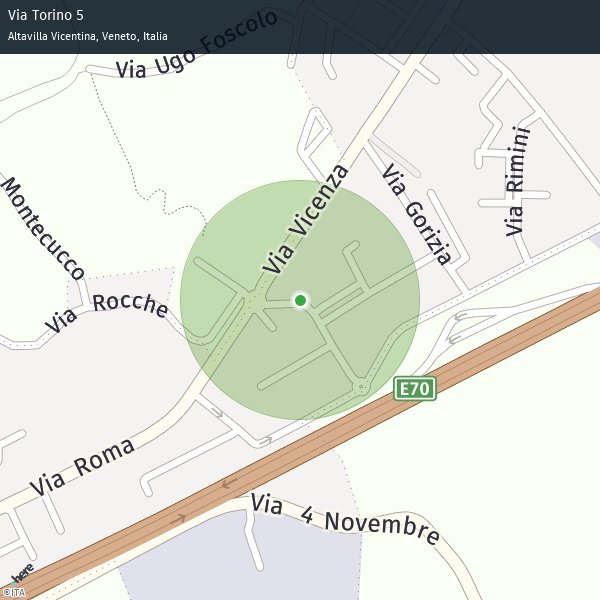 Via Torino 5
Altavilla Vicentina, Veneto, Italia
Via Ugo Foscolo
Via Rimini
Via Vicenza
Via Gorizia
Montecucco
Via Rocche
E70
Via Roma
Via 4 Novembre
here
©ITA